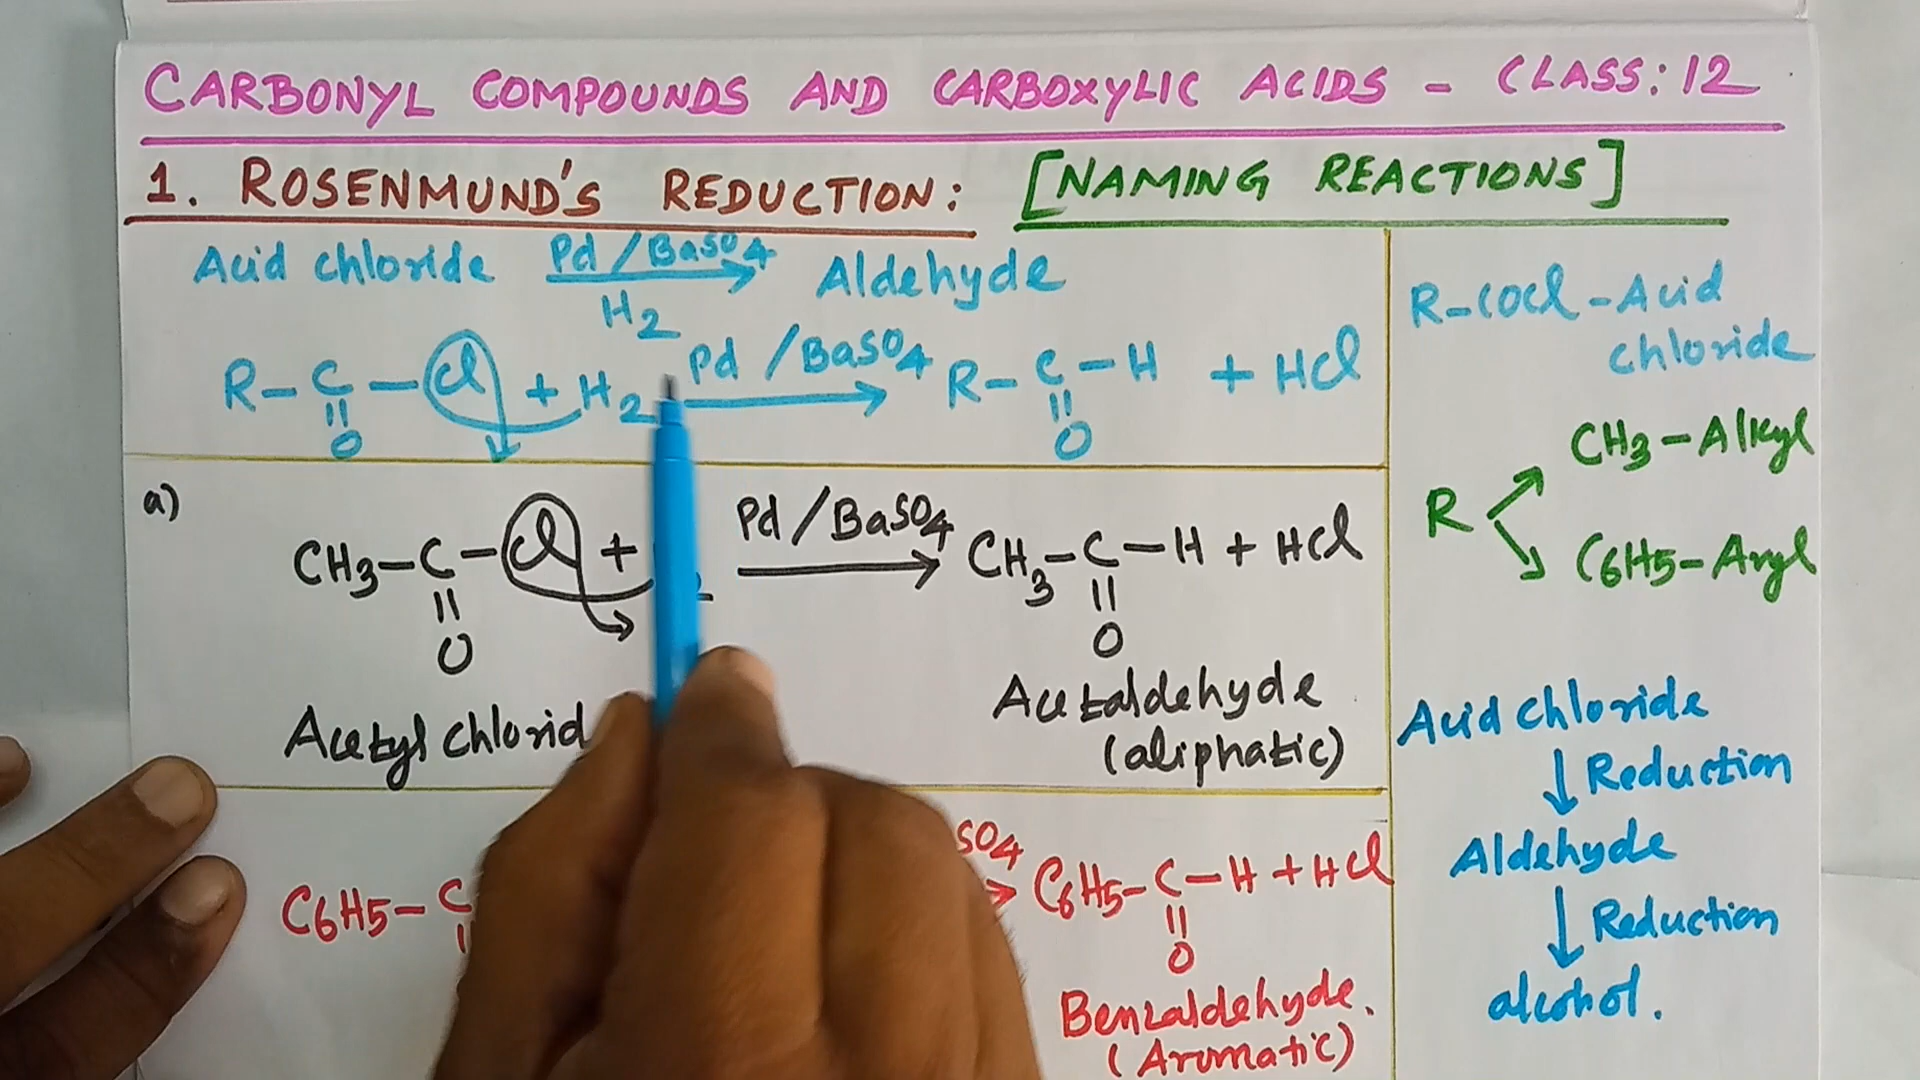 CARBONYL COMPOUNDS AND CARBOXYLIC ACIDS - CLASS: 12
1. ROSENMUND'S REDUCTION: [NAMING REACTIONS]
Acid chloride Pd/BaSO4 Aldehyde
H2
Pd/BaSO4
R-C-Cl + H2 R-C-H + HCl
O O
a)
Pd/BaSO4
CH3-C-Cl + CH3-C-H + HCl
O O
Acetyl chlorid Acetaldehyde
(aliphatic)
SO4
C6H5-C C6H5-C-H + HCl
O
Benzaldehyde.
(Aromatic)
R-COCl - Acid
chloride
CH3-Alkyl
R
C6H5-Aryl
Acid chloride
Reduction
Aldehyde
Reduction
alcohol.